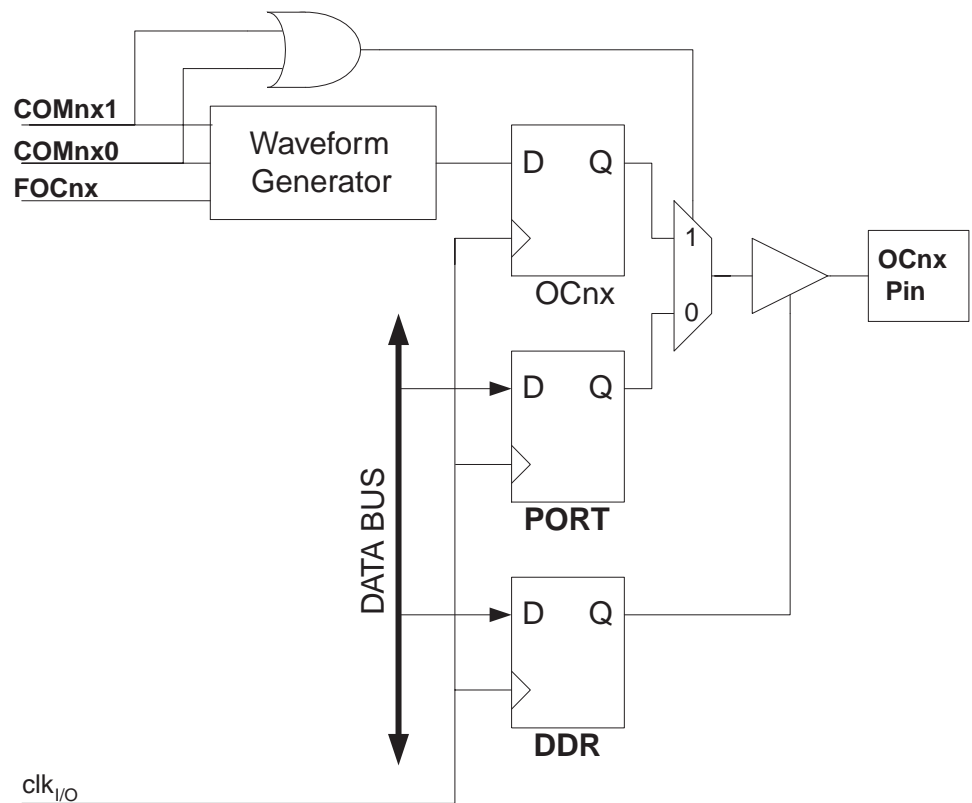 COMnx1
COMnx0
FOCnx
Waveform
Generator
D Q
1
OCnx
0
OCnx
Pin
D Q
PORT
DATA BUS
D Q
DDR
clkI/O